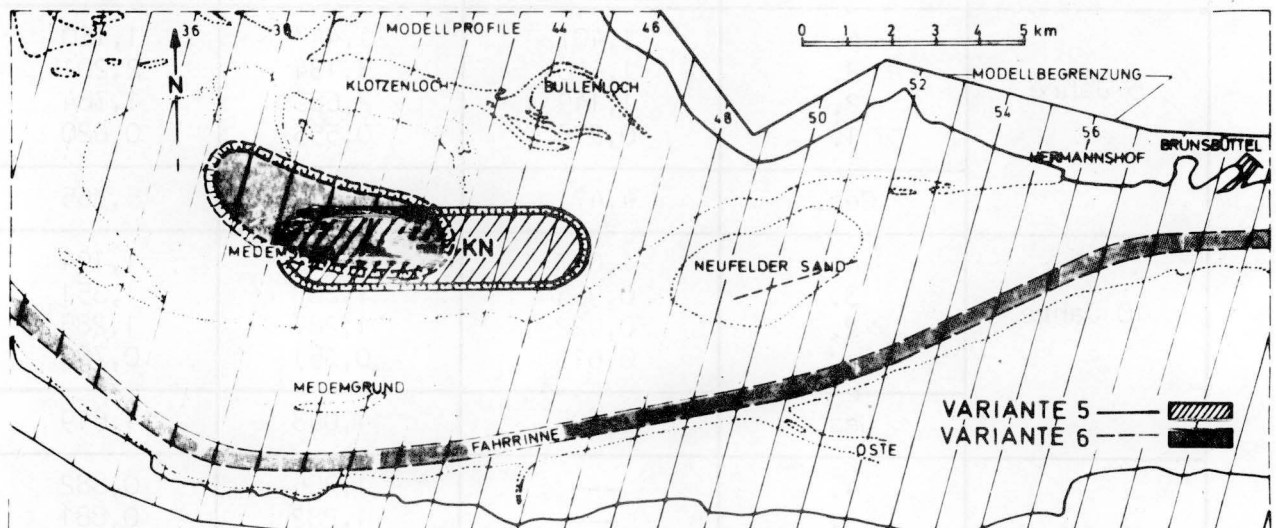 34 36 38 MODELLPROFILE 44 46
0 1 2 3 4 5 km
N
KLOTZENLOCH
BULLENLOCH
MODELLBEGRENZUNG
48 50 52 54 56
HERMANNSHOF
BRUNSBÜTTEL
KN
NEUFELDER SAND
MEDEMGRUND
FAHRRINNE
OSTE
VARIANTE 5
VARIANTE 6